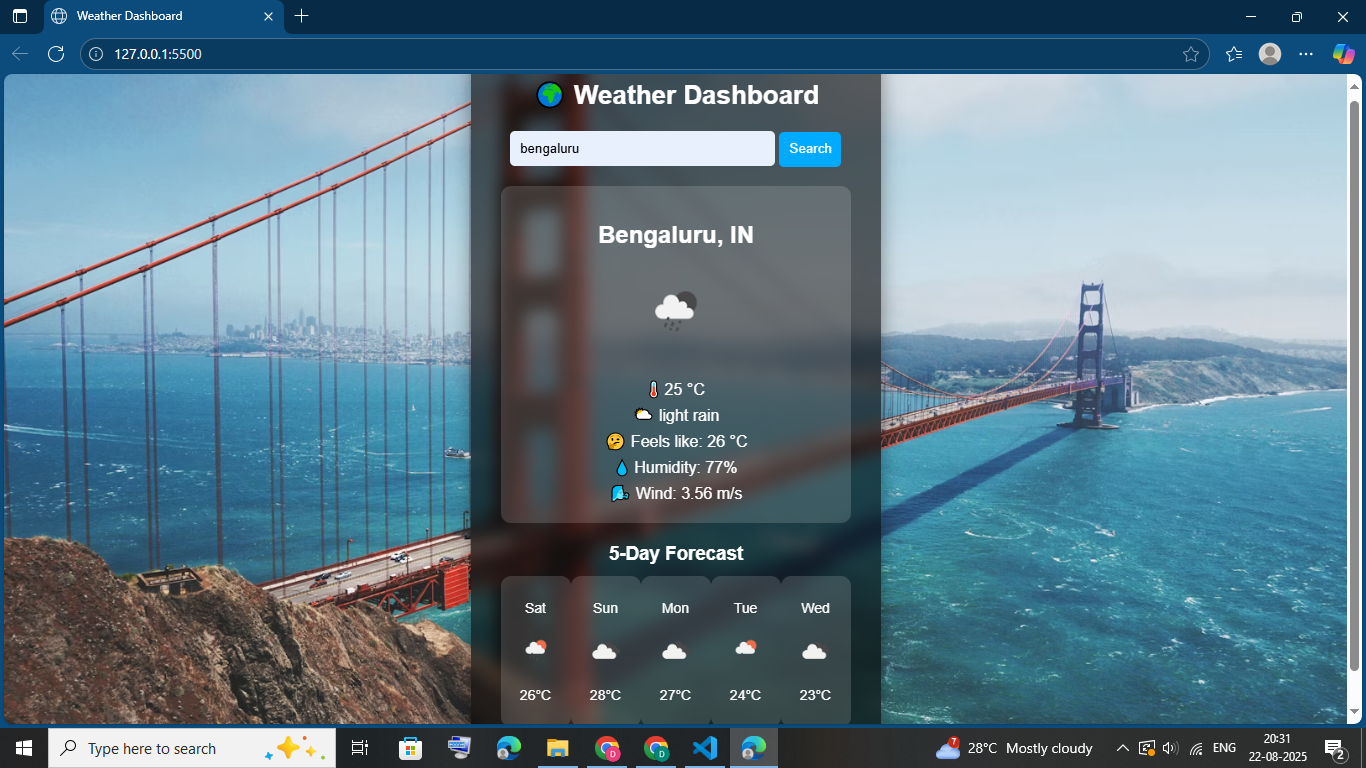 Weather Dashboard
127.0.0.1:5500
🌍 Weather Dashboard
bengaluru
Search
Bengaluru, IN
🌡️ 25 °C
🌥️ light rain
🤔 Feels like: 26 °C
💧 Humidity: 77%
🌬️ Wind: 3.56 m/s
5-Day Forecast
Sat Sun Mon Tue Wed
26°C 28°C 27°C 24°C 23°C
Type here to search
D
D
7
28°C Mostly cloudy
ENG
20:31
22-08-2025
2